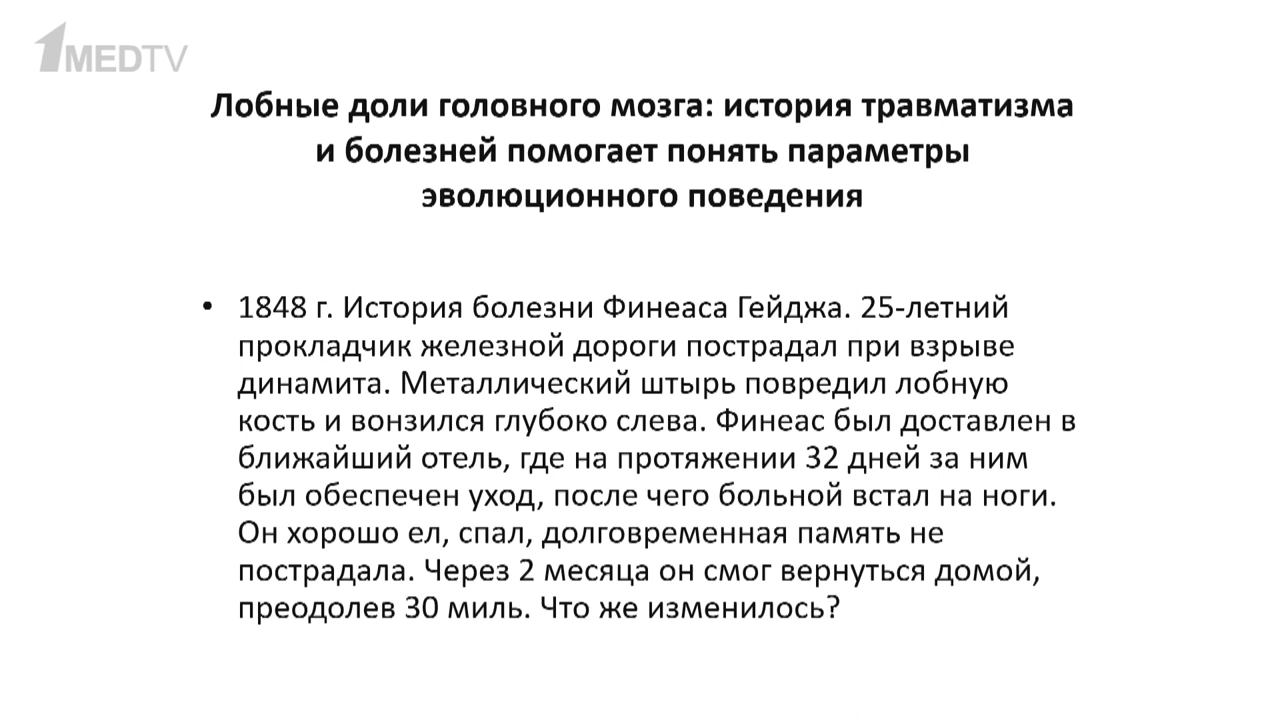 1MEDTV
Лобные доли головного мозга: история травматизма
и болезней помогает понять параметры
эволюционного поведения
• 1848 г. История болезни Финеаса Гейджа. 25-летний
прокладчик железной дороги пострадал при взрыве
динамита. Металлический штырь повредил лобную
кость и вонзился глубоко слева. Финеас был доставлен в
ближайший отель, где на протяжении 32 дней за ним
был обеспечен уход, после чего больной встал на ноги.
Он хорошо ел, спал, долговременная память не
пострадала. Через 2 месяца он смог вернуться домой,
преодолев 30 миль. Что же изменилось?